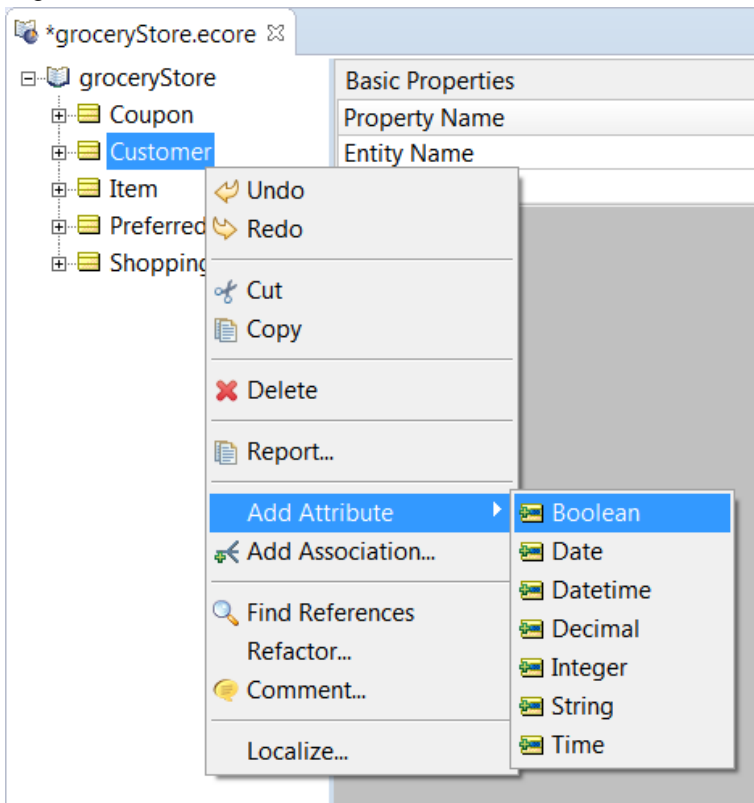 *groceryStore.ecore
groceryStore
Coupon
Customer
Item
Preferred
Shopping
Basic Properties
Property Name
Entity Name
Undo
Redo
Cut
Copy
Delete
Report...
Add Attribute
Add Association...
Find References
Refactor...
Comment...
Localize...
Boolean
Date
Datetime
Decimal
Integer
String
Time